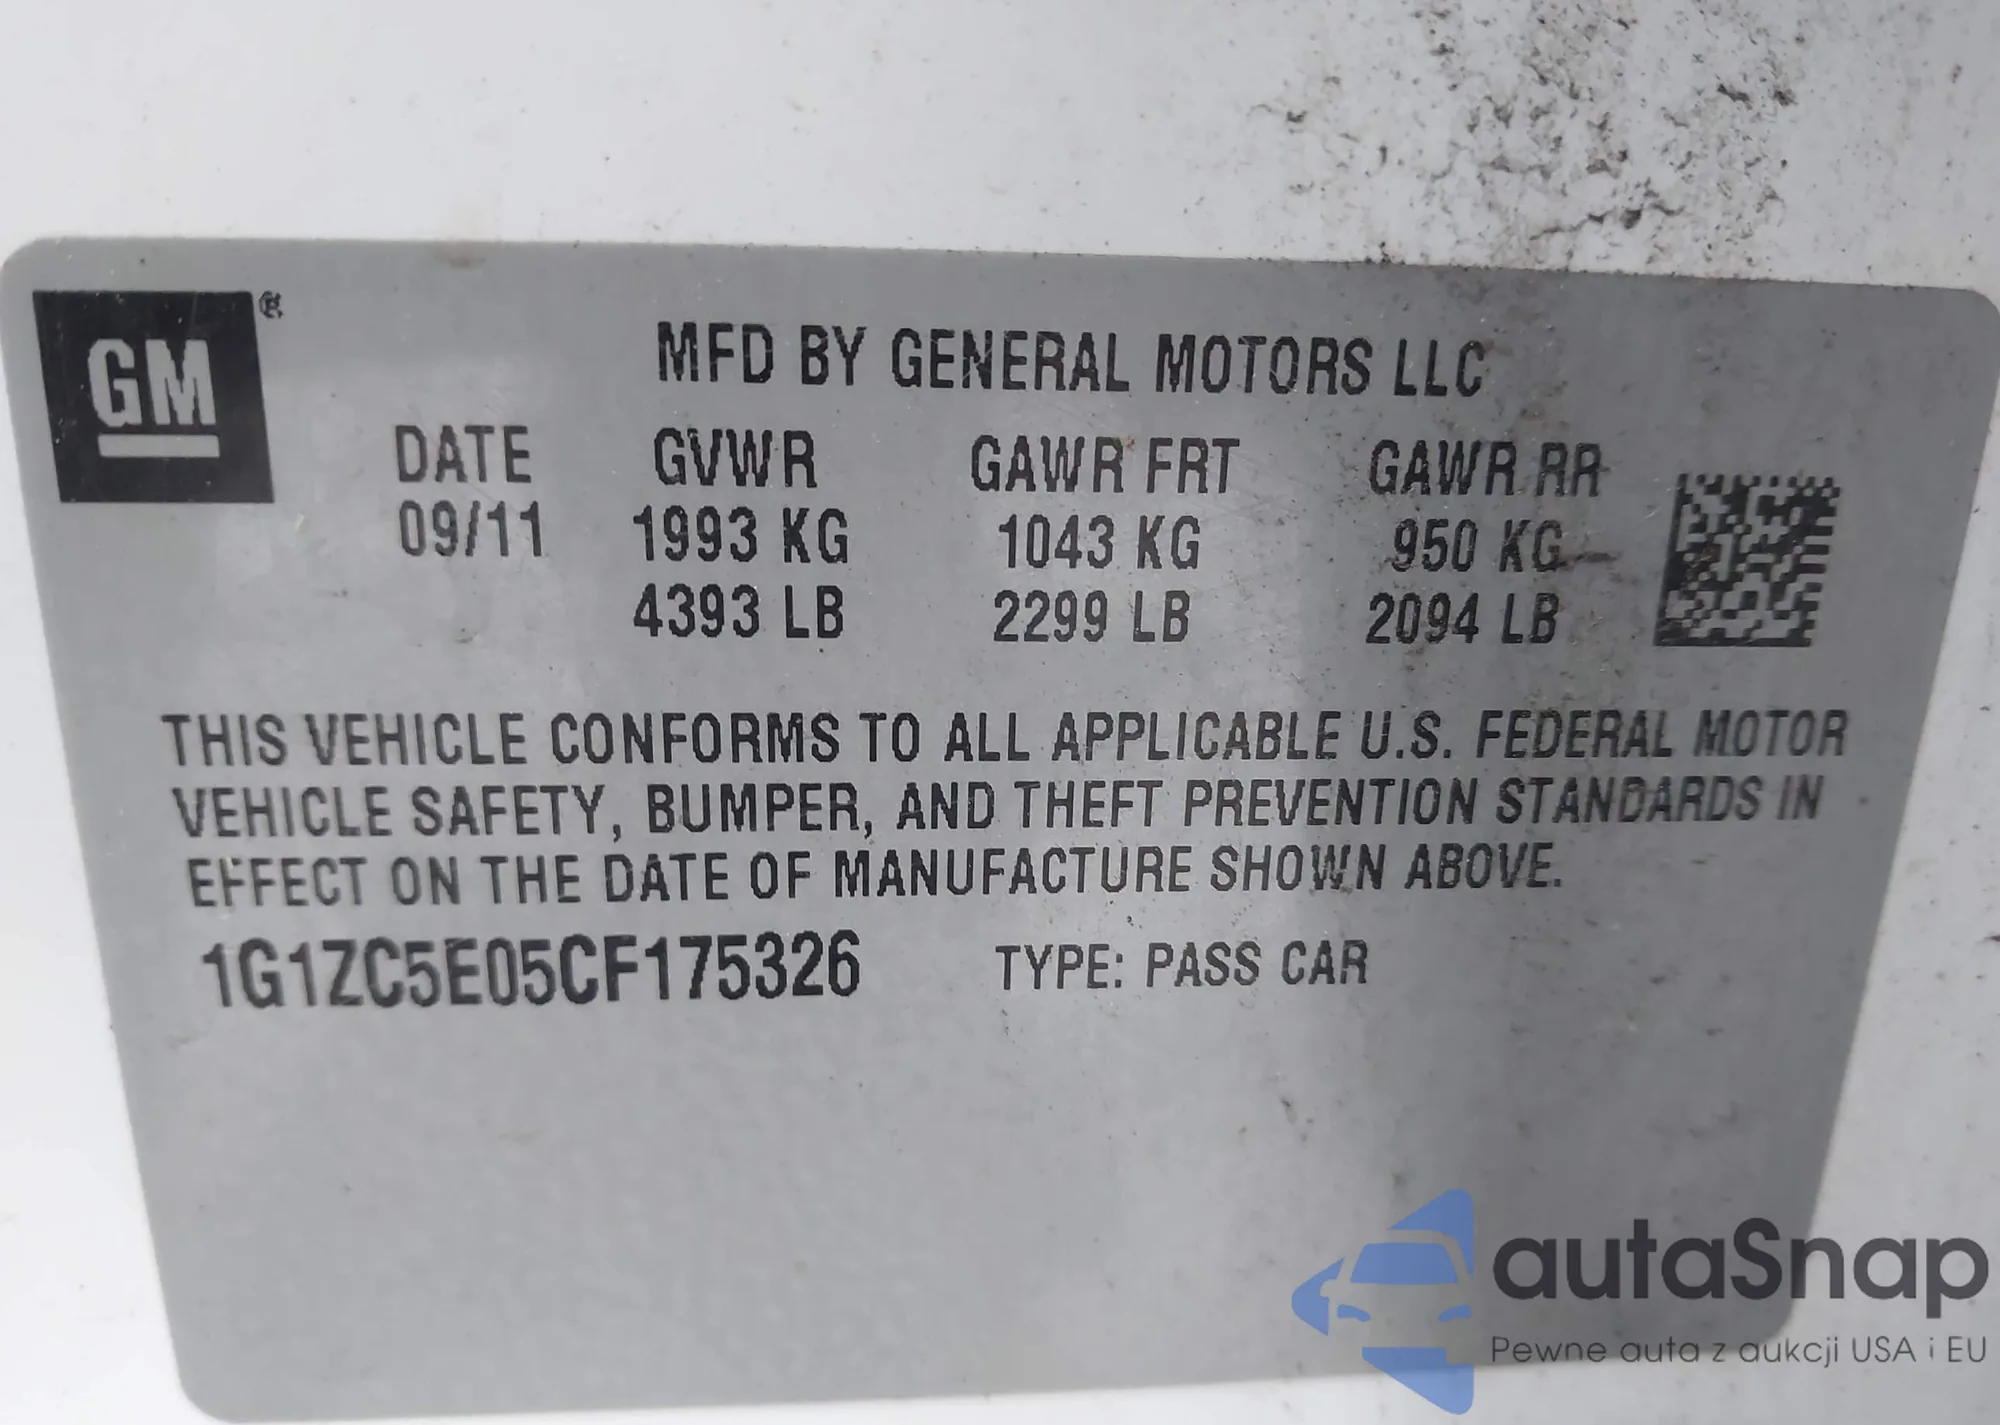 GM®
MFD BY GENERAL MOTORS LLC
DATE GVWR GAWR FRT GAWR RR
09/11 1993 KG 1043 KG 950 KG
4393 LB 2299 LB 2094 LB
THIS VEHICLE CONFORMS TO ALL APPLICABLE U.S. FEDERAL MOTOR
VEHICLE SAFETY, BUMPER, AND THEFT PREVENTION STANDARDS IN
EFFECT ON THE DATE OF MANUFACTURE SHOWN ABOVE.
1G1ZC5E05CF175326 TYPE: PASS CAR
autaSnap
Pewne auta z aukcji USA i EU